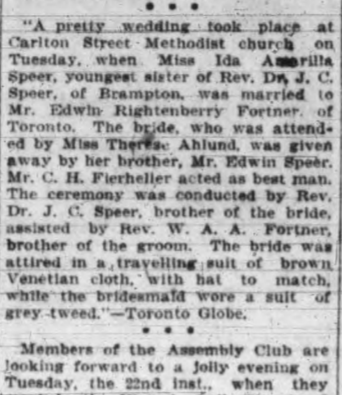 • • •
"A pretty wedding took place at
Carlton Street Methodist church on
Tuesday, when Miss Ida Amarilla
Speer, youngest sister of Rev. Dr. J. C.
Speer, of Brampton, was married to
Mr. Edwin Rightenberry Fortner, of
Toronto. The bride, who was attend-
ed by Miss Therese Ahlund, was given
away by her brother, Mr. Edwin Speer.
Mr. C. H. Fierheller acted as best man.
The ceremony was conducted by Rev.
Dr. J. C. Speer, brother of the bride,
assisted by Rev. W. A. A. Fortner,
brother of the groom. The bride was
attired in a travelling suit of brown
Venetian cloth, with hat to match,
while the bridesmaid wore a suit of
grey tweed."—Toronto Globe.
• • •
Members of the Assembly Club are
looking forward to a jolly evening on
Tuesday, the 22nd inst., when they